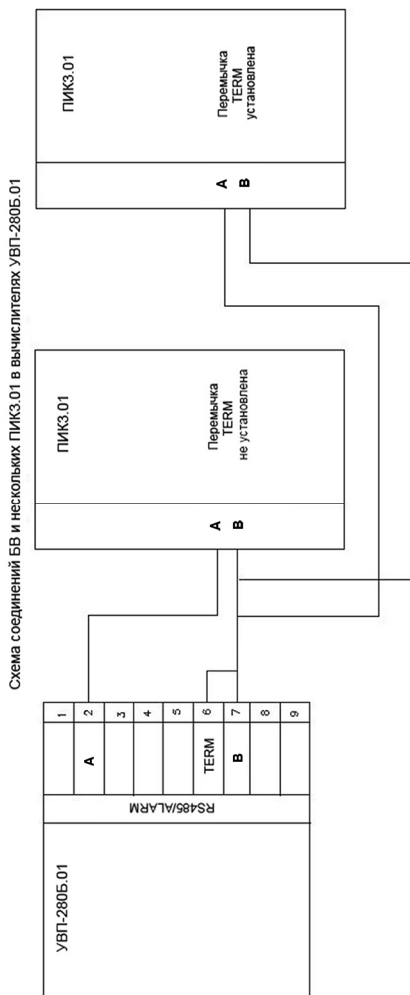 Схема соединений БВ и нескольких ПИК3.01 в вычислителях УВП-280Б.01
УВП-280Б.01
RS485/ALARM
1
A
2
3
4
5
TERM
6
B
7
8
9
ПИК3.01
A
B
Перемычка
TERM
не установлена
ПИК3.01
A
B
Перемычка
TERM
установлена